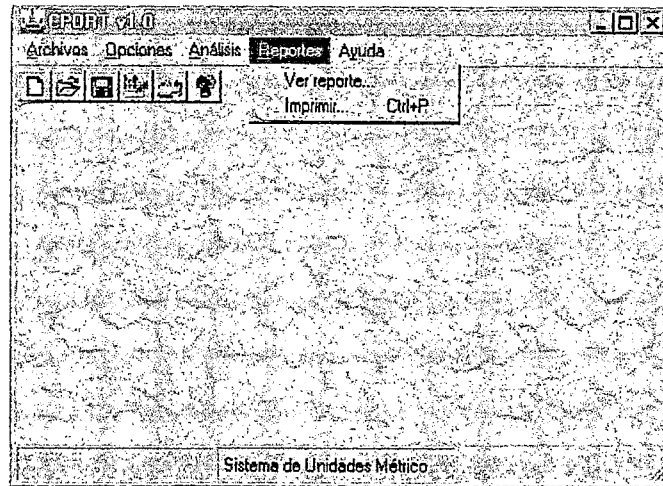 CPORT v1.0
Archivos Opciones Análisis Reportes Ayuda
Ver reporte...
Imprimir... Ctrl+P
Sistema de Unidades Métrico